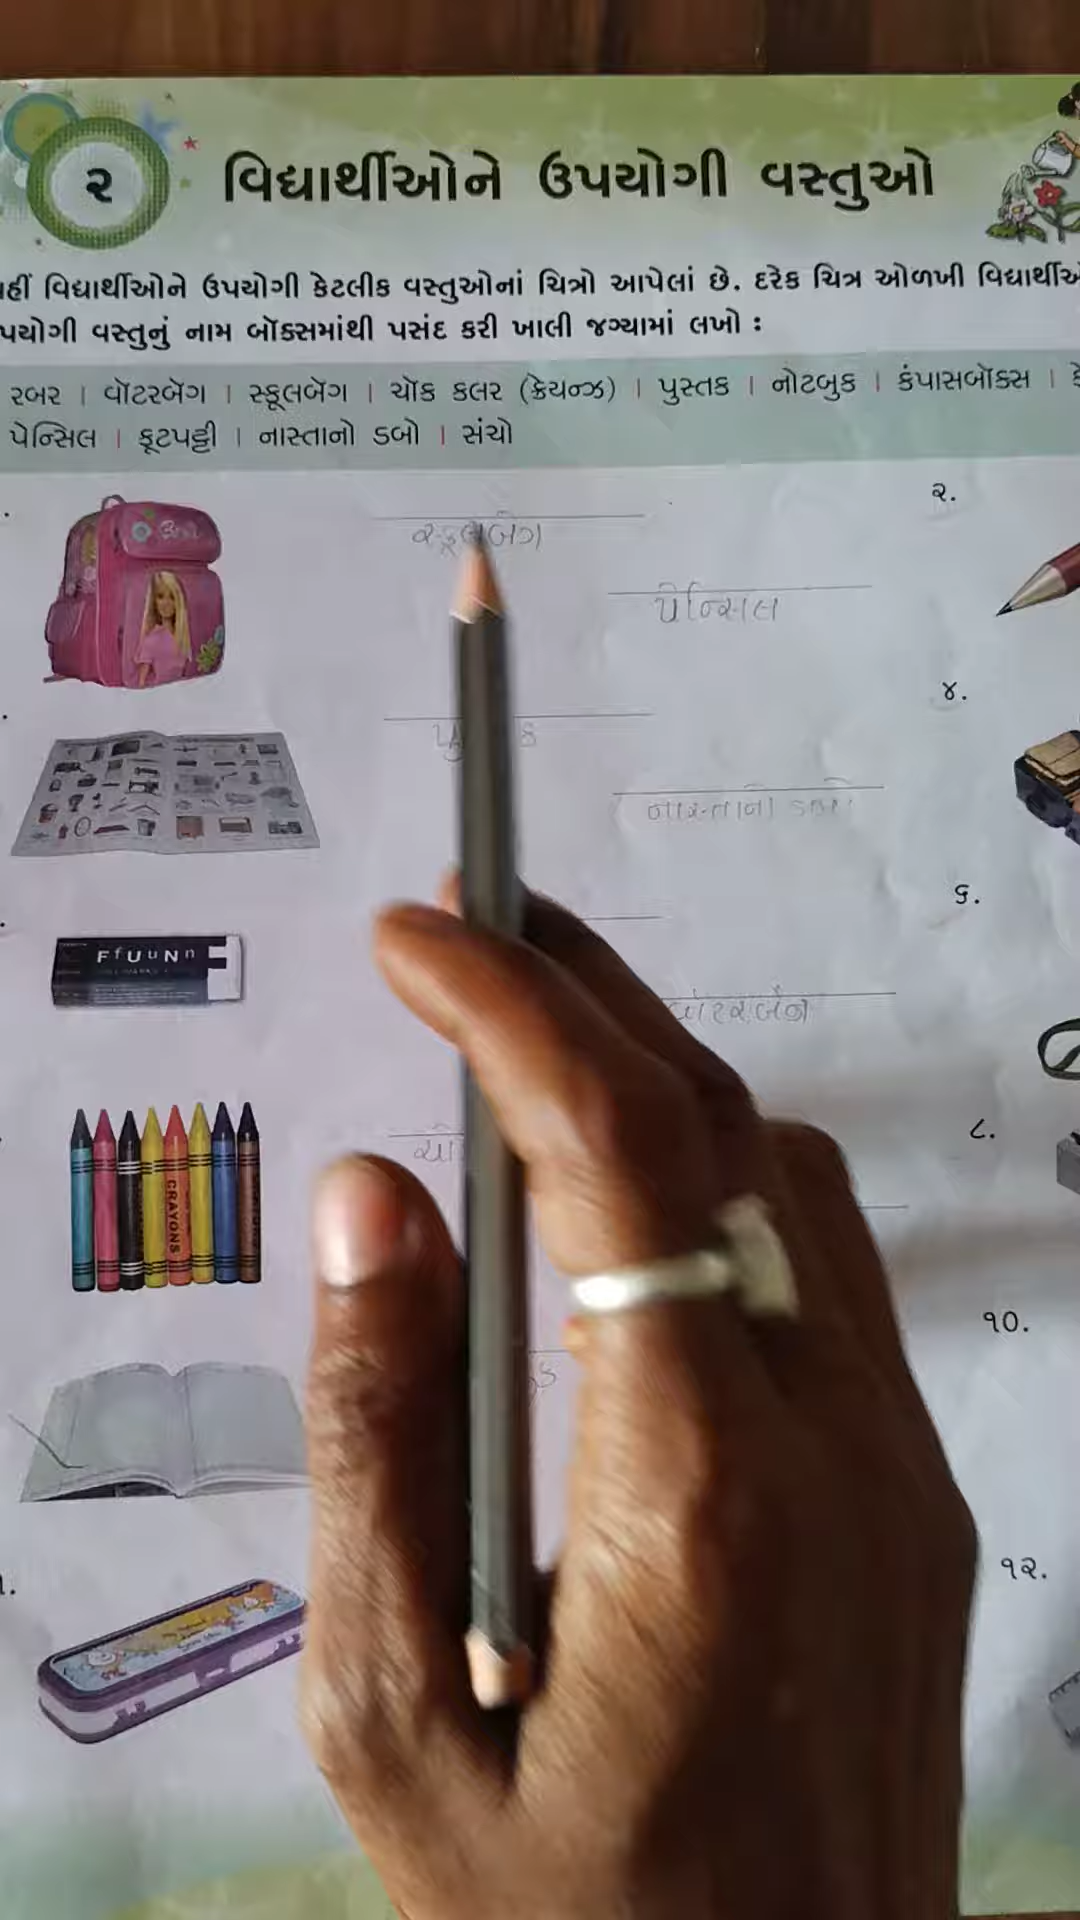 ૨
વિદ્યાર્થીઓને ઉપયોગી વસ્તુઓ
વિદ્યાર્થીઓને ઉપયોગી કેટલીક વસ્તુઓનાં ચિત્રો આપેલાં છે. દરેક ચિત્ર ઓળખી
વસ્તુનું નામ બૉક્સમાંથી પસંદ કરી ખાલી જગ્યામાં લખો :
રબર | વૉટરબૅગ | સ્કૂલબૅગ | ચૉક કલર (ક્રેયન્ઝ) | પુસ્તક | નોટબુક | કંપાસબૉક્સ |
પેન્સિલ | ફૂટપટ્ટી | નાસ્તાનો ડબો | સંચો
૨.
પેન્સિલ
૪.
નાસ્તાનો ડબો
૬.
FfUuNn
૮.
CRAYONS
૧૦.
૧૨.